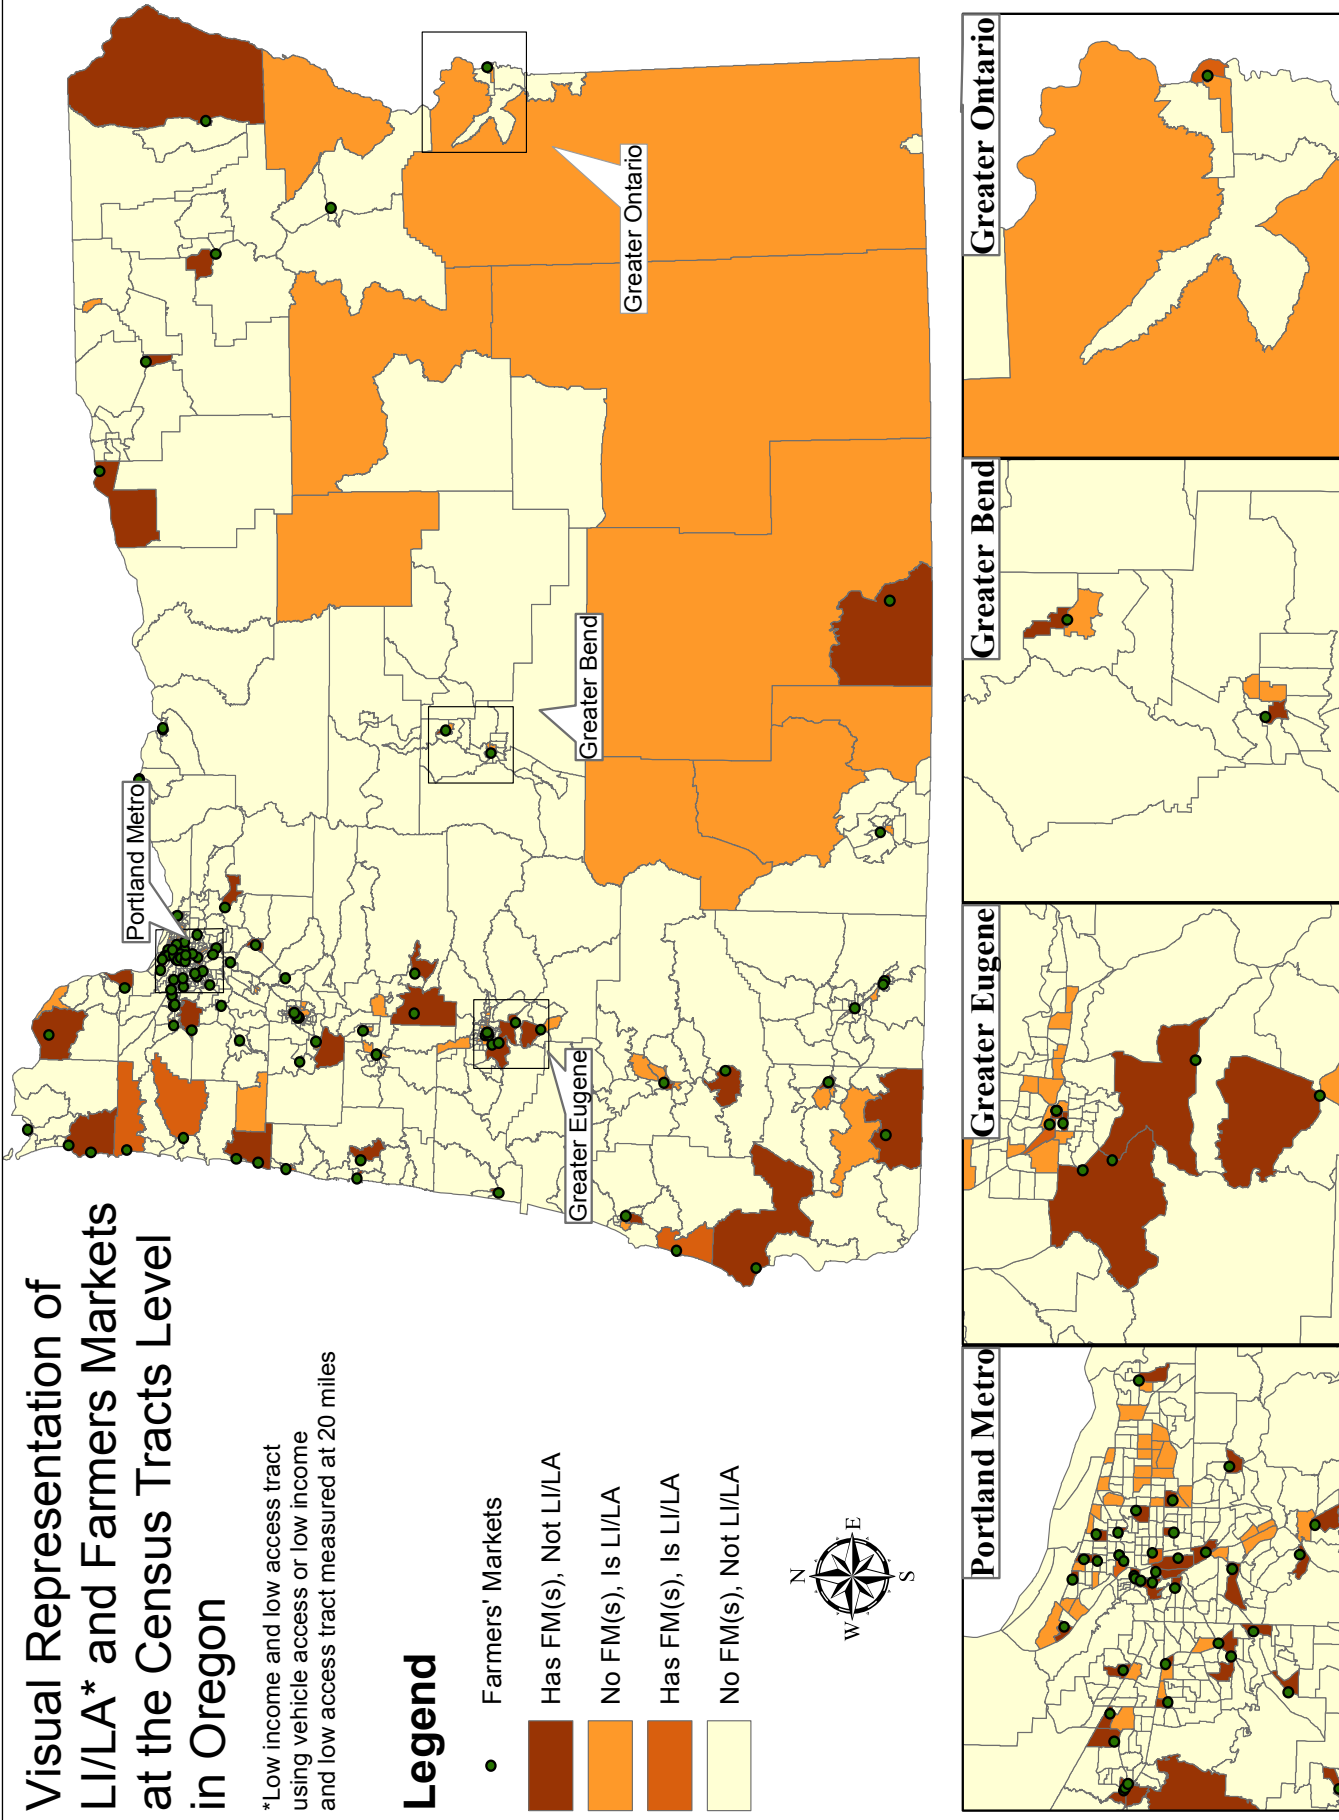 Visual Representation of
LI/LA* and Farmers Markets
at the Census Tracts Level
in Oregon
*Low income and low access tract
using vehicle access or low income
and low access tract measured at 20 miles
Legend
Farmers' Markets
Has FM(s), Not LI/LA
No FM(s), Is LI/LA
Has FM(s), Is LI/LA
No FM(s), Not LI/LA
N
W
E
S
Portland Metro
Greater Eugene
Greater Bend
Greater Ontario
Portland Metro
Greater Eugene
Greater Bend
Greater Ontario